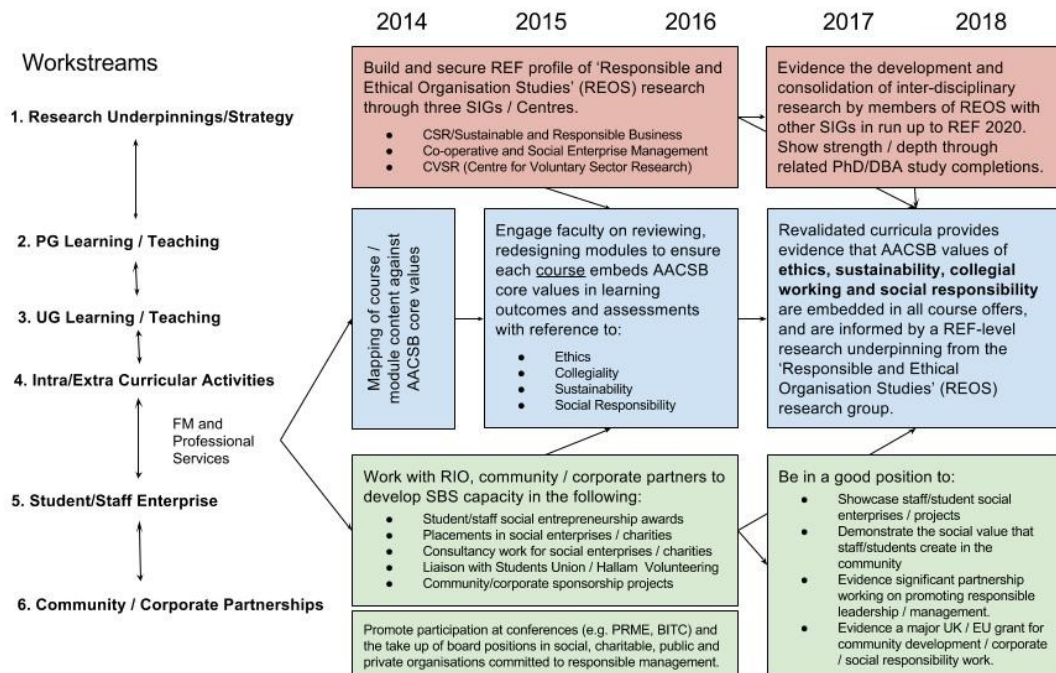 2014
2015
2016
2017
2018
Workstreams
1. Research Underpinnings/Strategy
2. PG Learning / Teaching
3. UG Learning / Teaching
4. Intra/Extra Curricular Activities
FM and
Professional
Services
5. Student/Staff Enterprise
6. Community / Corporate Partnerships
Build and secure REF profile of ‘Responsible and
Ethical Organisation Studies’ (REOS) research
through three SIGs / Centres.
● CSR/Sustainable and Responsible Business
● Co-operative and Social Enterprise Management
● CVSR (Centre for Voluntary Sector Research)
Evidence the development and
consolidation of inter-disciplinary
research by members of REOS with
other SIGs in run up to REF 2020.
Show strength / depth through
related PhD/DBA study completions.
Mapping of course /
module content against
AACSB core values
Engage faculty on reviewing,
redesigning modules to ensure
each course embeds AACSB
core values in learning
outcomes and assessments
with reference to:
● Ethics
● Collegiality
● Sustainability
● Social Responsibility
Revalidated curricula provides
evidence that AACSB values of
ethics, sustainability, collegial
working and social responsibility
are embedded in all course offers,
and are informed by a REF-level
research underpinning from the
‘Responsible and Ethical
Organisation Studies’ (REOS)
research group.
Work with RIO, community / corporate partners to
develop SBS capacity in the following:
● Student/staff social entrepreneurship awards
● Placements in social enterprises / charities
● Consultancy work for social enterprises / charities
● Liaison with Students Union / Hallam Volunteering
● Community/corporate sponsorship projects
Promote participation at conferences (e.g. PRME, BITC) and
the take up of board positions in social, charitable, public and
private organisations committed to responsible management.
Be in a good position to:
● Showcase staff/student social
enterprises / projects
● Demonstrate the social value that
staff/students create in the
community
● Evidence significant partnership
working on promoting responsible
leadership / management.
● Evidence a major UK / EU grant for
community development / corporate
/ social responsibility work.